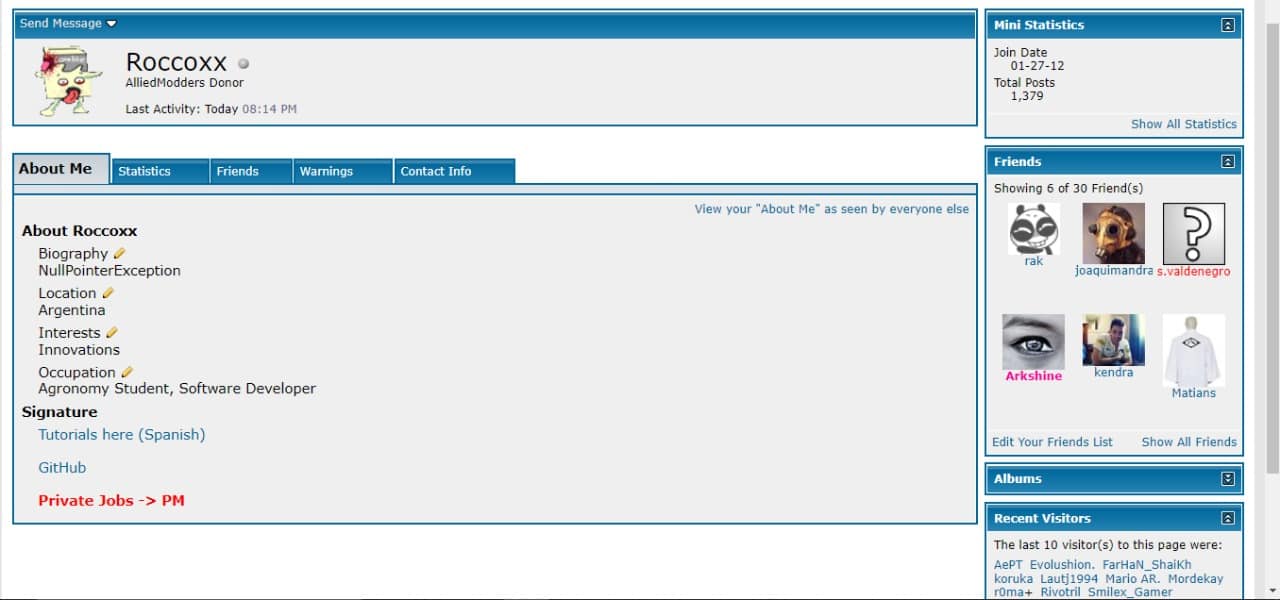 Send Message
Roccoxx
AlliedModders Donor
Last Activity: Today 08:14 PM
About Me
Statistics
Friends
Warnings
Contact Info
View your "About Me" as seen by everyone else
About Roccoxx
Biography
NullPointerException
Location
Argentina
Interests
Innovations
Occupation
Agronomy Student, Software Developer
Signature
Tutorials here (Spanish)
GitHub
Private Jobs -> PM
Mini Statistics
Join Date
01-27-12
Total Posts
1,379
Show All Statistics
Friends
Showing 6 of 30 Friend(s)
rak
joaquimandra
s.valdenegro
Arkshine
kendra
Matians
Edit Your Friends List
Show All Friends
Albums
Recent Visitors
The last 10 visitor(s) to this page were:
AePT Evolushion. FarHaN_ShaiKh
koruka Lautj1994 Mario AR. Mordekay
r0ma+ Rivotril Smilex_Gamer